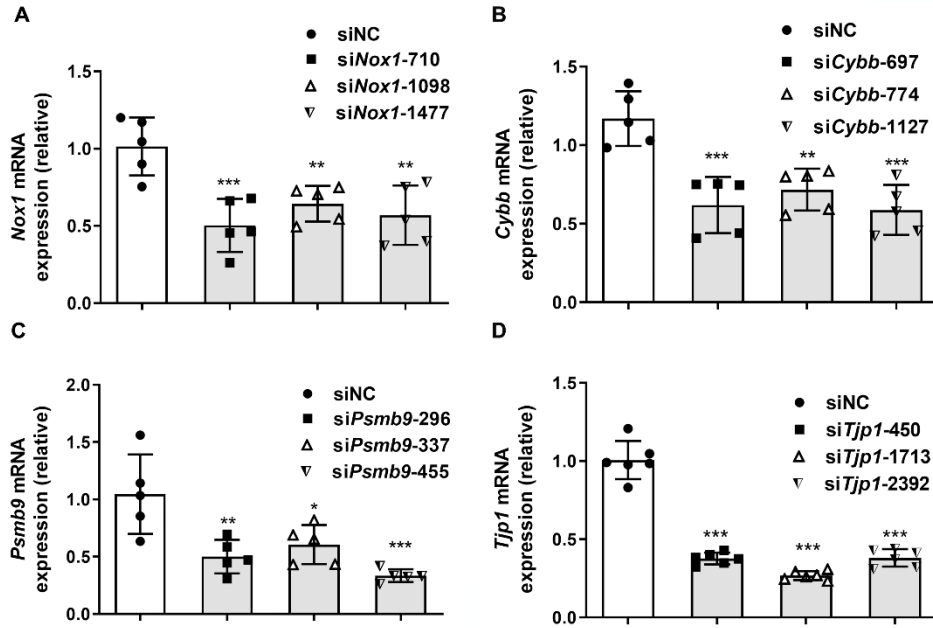 A
siNC
siNox1-710
siNox1-1098
siNox1-1477
Nox1 mRNA
expression (relative)
1.5
1.0
0.5
0.0
***
**
**
B
siNC
siCybb-697
siCybb-774
siCybb-1127
Cybb mRNA
expression (relative)
1.5
1.0
0.5
0.0
***
**
***
C
siNC
siPsmb9-296
siPsmb9-337
siPsmb9-455
Psmb9 mRNA
expression (relative)
2.0
1.5
1.0
0.5
0.0
**
*
***
D
siNC
siTjp1-450
siTjp1-1713
siTjp1-2392
Tjp1 mRNA
expression (relative)
1.5
1.0
0.5
0.0
***
***
***